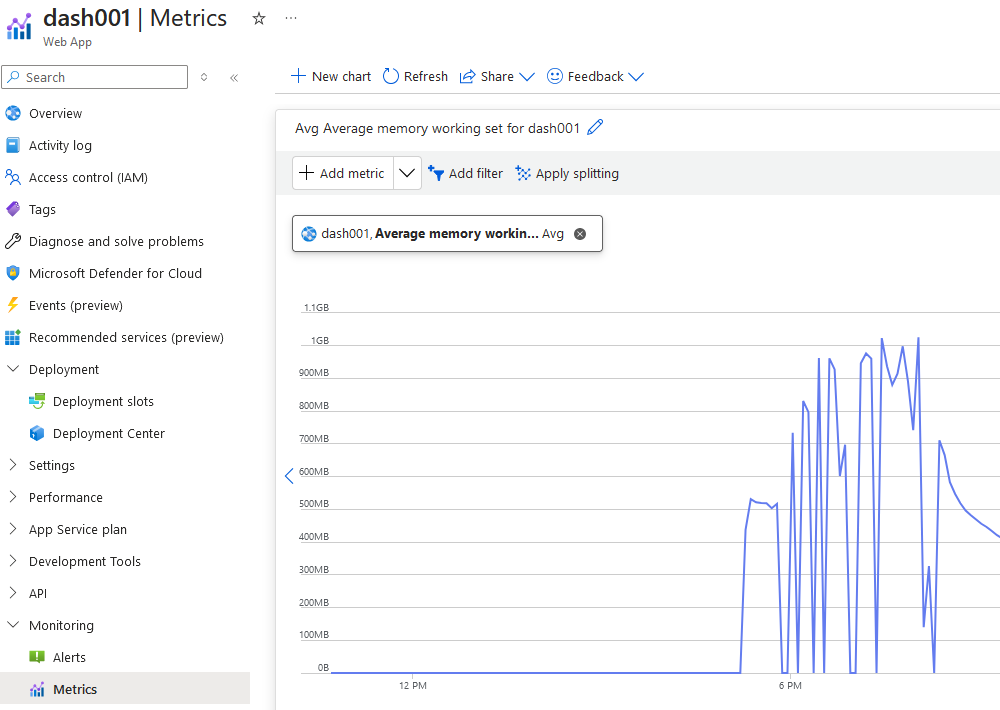 dash001 | Metrics
Web App
Search
Overview
Activity log
Access control (IAM)
Tags
Diagnose and solve problems
Microsoft Defender for Cloud
Events (preview)
Recommended services (preview)
Deployment
Deployment slots
Deployment Center
Settings
Performance
App Service plan
Development Tools
API
Monitoring
Alerts
Metrics
New chart Refresh Share Feedback
Avg Average memory working set for dash001
Add metric Add filter Apply splitting
dash001, Average memory workin... Avg
1.1GB
1GB
900MB
800MB
700MB
600MB
500MB
400MB
300MB
200MB
100MB
0B
12 PM 6 PM